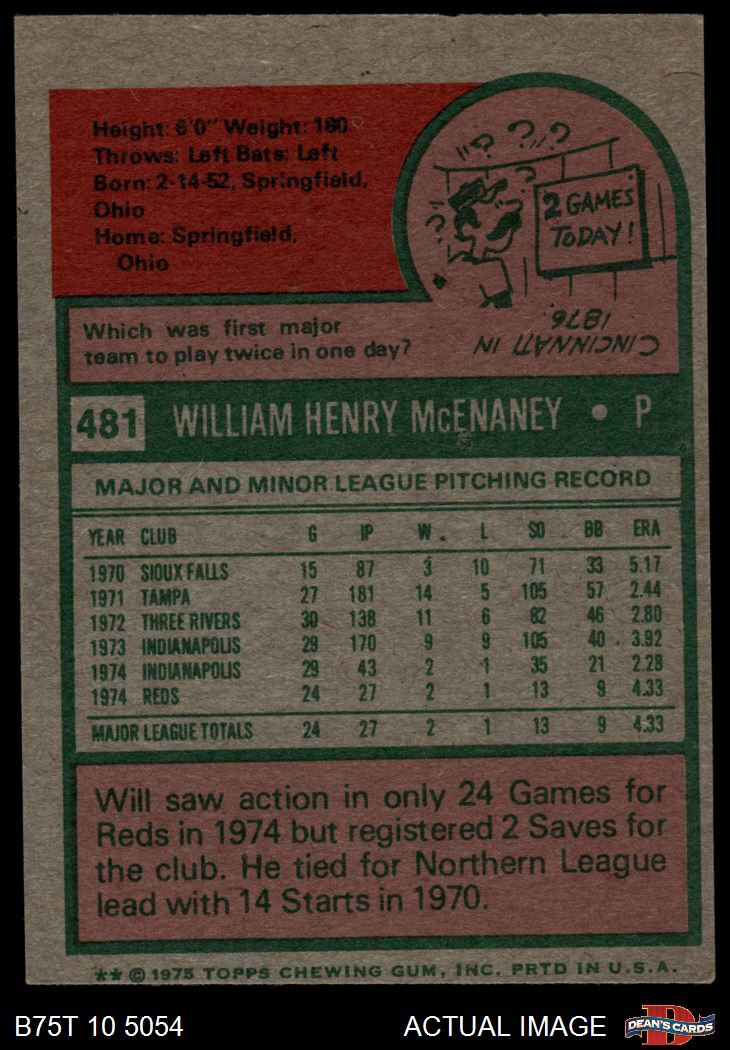 Height: 6'0" Weight: 180
Throws: Left Bats: Left
Born: 2-14-52, Springfield,
Ohio
Home: Springfield,
Ohio
? ? ?
?
2 GAMES
TODAY!
Which was first major
team to play twice in one day?
CINCINNATI IN
1876
481 WILLIAM HENRY McENANEY • P
MAJOR AND MINOR LEAGUE PITCHING RECORD
YEAR CLUB G IP W. L SO BB ERA
1970 SIOUX FALLS 15 87 3 10 71 33 5.17
1971 TAMPA 27 181 14 5 105 57 2.44
1972 THREE RIVERS 30 138 11 6 82 46 2.80
1973 INDIANAPOLIS 29 170 9 9 105 40 3.92
1974 INDIANAPOLIS 29 43 2 1 35 21 2.28
1974 REDS 24 27 2 1 13 9 4.33
MAJOR LEAGUE TOTALS 24 27 2 1 13 9 4.33
Will saw action in only 24 Games for
Reds in 1974 but registered 2 Saves for
the club. He tied for Northern League
lead with 14 Starts in 1970.
** © 1975 TOPPS CHEWING GUM, INC. PRTD IN U.S.A.
B75T 10 5054 ACTUAL IMAGE D DEAN'S CARDS